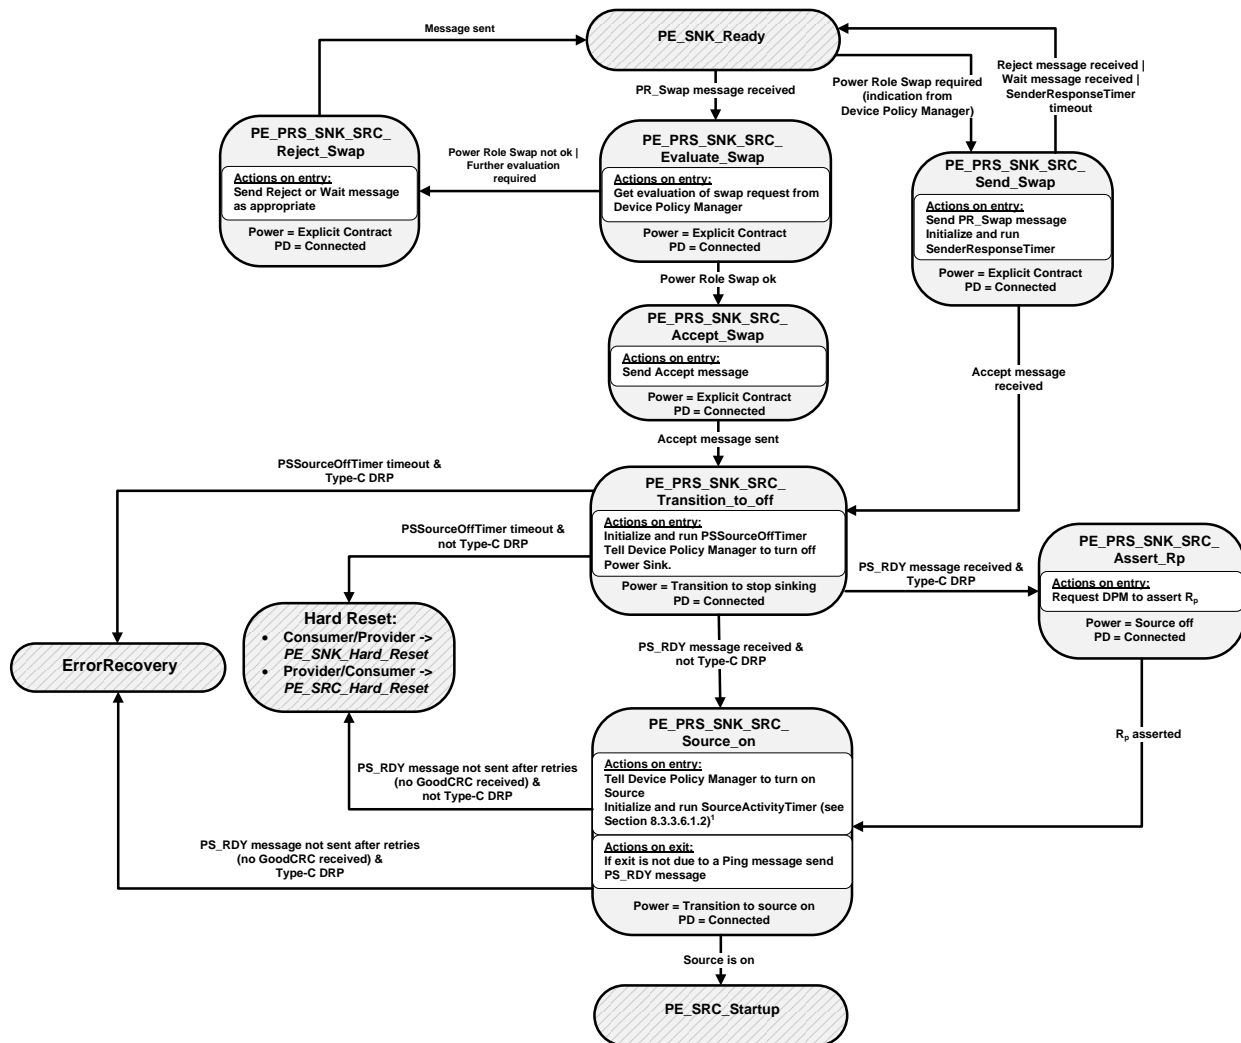 Message sent
PE_SNK_Ready
Reject message received |
Wait message received |
SenderResponseTimer
timeout
Power Role Swap required
(indication from
Device Policy Manager)
PR_Swap message received
PE_PRS_SNK_SRC_
Reject_Swap
Actions on entry:
Send Reject or Wait message
as appropriate
Power = Explicit Contract
PD = Connected
Power Role Swap not ok |
Further evaluation
required
PE_PRS_SNK_SRC_
Evaluate_Swap
Actions on entry:
Get evaluation of swap request from
Device Policy Manager
Power = Explicit Contract
PD = Connected
PE_PRS_SNK_SRC_
Send_Swap
Actions on entry:
Send PR_Swap message
Initialize and run
SenderResponseTimer
Power = Explicit Contract
PD = Connected
Power Role Swap ok
PE_PRS_SNK_SRC_
Accept_Swap
Actions on entry:
Send Accept message
Power = Explicit Contract
PD = Connected
Accept message
received
Accept message sent
PSSourceOffTimer timeout &
Type-C DRP
PE_PRS_SNK_SRC_
Transition_to_off
Actions on entry:
Initialize and run PSSourceOffTimer
Tell Device Policy Manager to turn off
Power Sink.
Power = Transition to stop sinking
PD = Connected
PSSourceOffTimer timeout &
not Type-C DRP
PS_RDY message received &
Type-C DRP
PE_PRS_SNK_SRC_
Assert_Rp
Actions on entry:
Request DPM to assert Rp
Power = Source off
PD = Connected
Hard Reset:
• Consumer/Provider ->
PE_SNK_Hard_Reset
• Provider/Consumer ->
PE_SRC_Hard_Reset
ErrorRecovery
PS_RDY message received &
not Type-C DRP
Rp asserted
PE_PRS_SNK_SRC_
Source_on
Actions on entry:
Tell Device Policy Manager to turn on
Source
Initialize and run SourceActivityTimer (see
Section 8.3.3.6.1.2)1
Actions on exit:
If exit is not due to a Ping message send
PS_RDY message
Power = Transition to source on
PD = Connected
PS_RDY message not sent after retries
(no GoodCRC received) &
not Type-C DRP
PS_RDY message not sent after retries
(no GoodCRC received) &
Type-C DRP
Source is on
PE_SRC_Startup